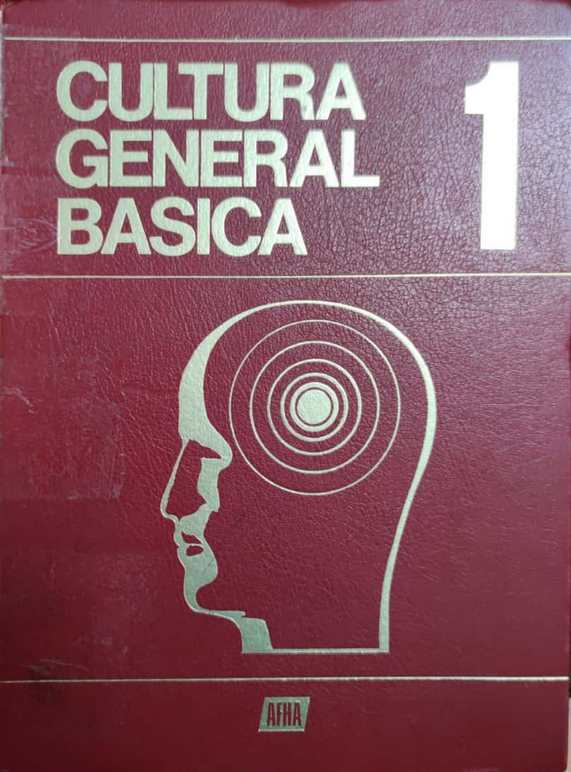 CULTURA
GENERAL
BASICA
1
AFHA